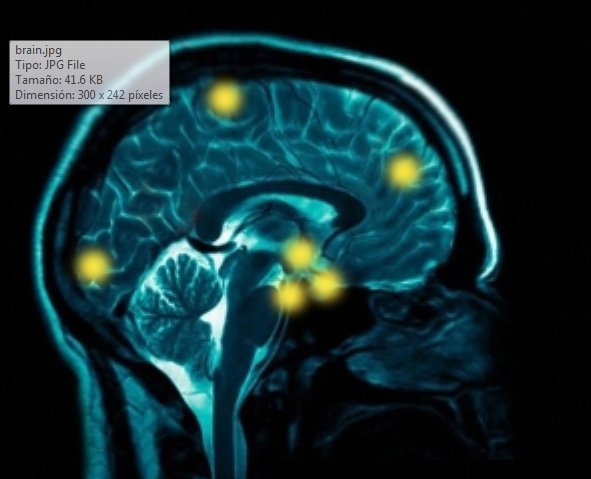 brain.jpg
Tipo: JPG File
Tamaño: 41.6 KB
Dimensión: 300 x 242 píxeles